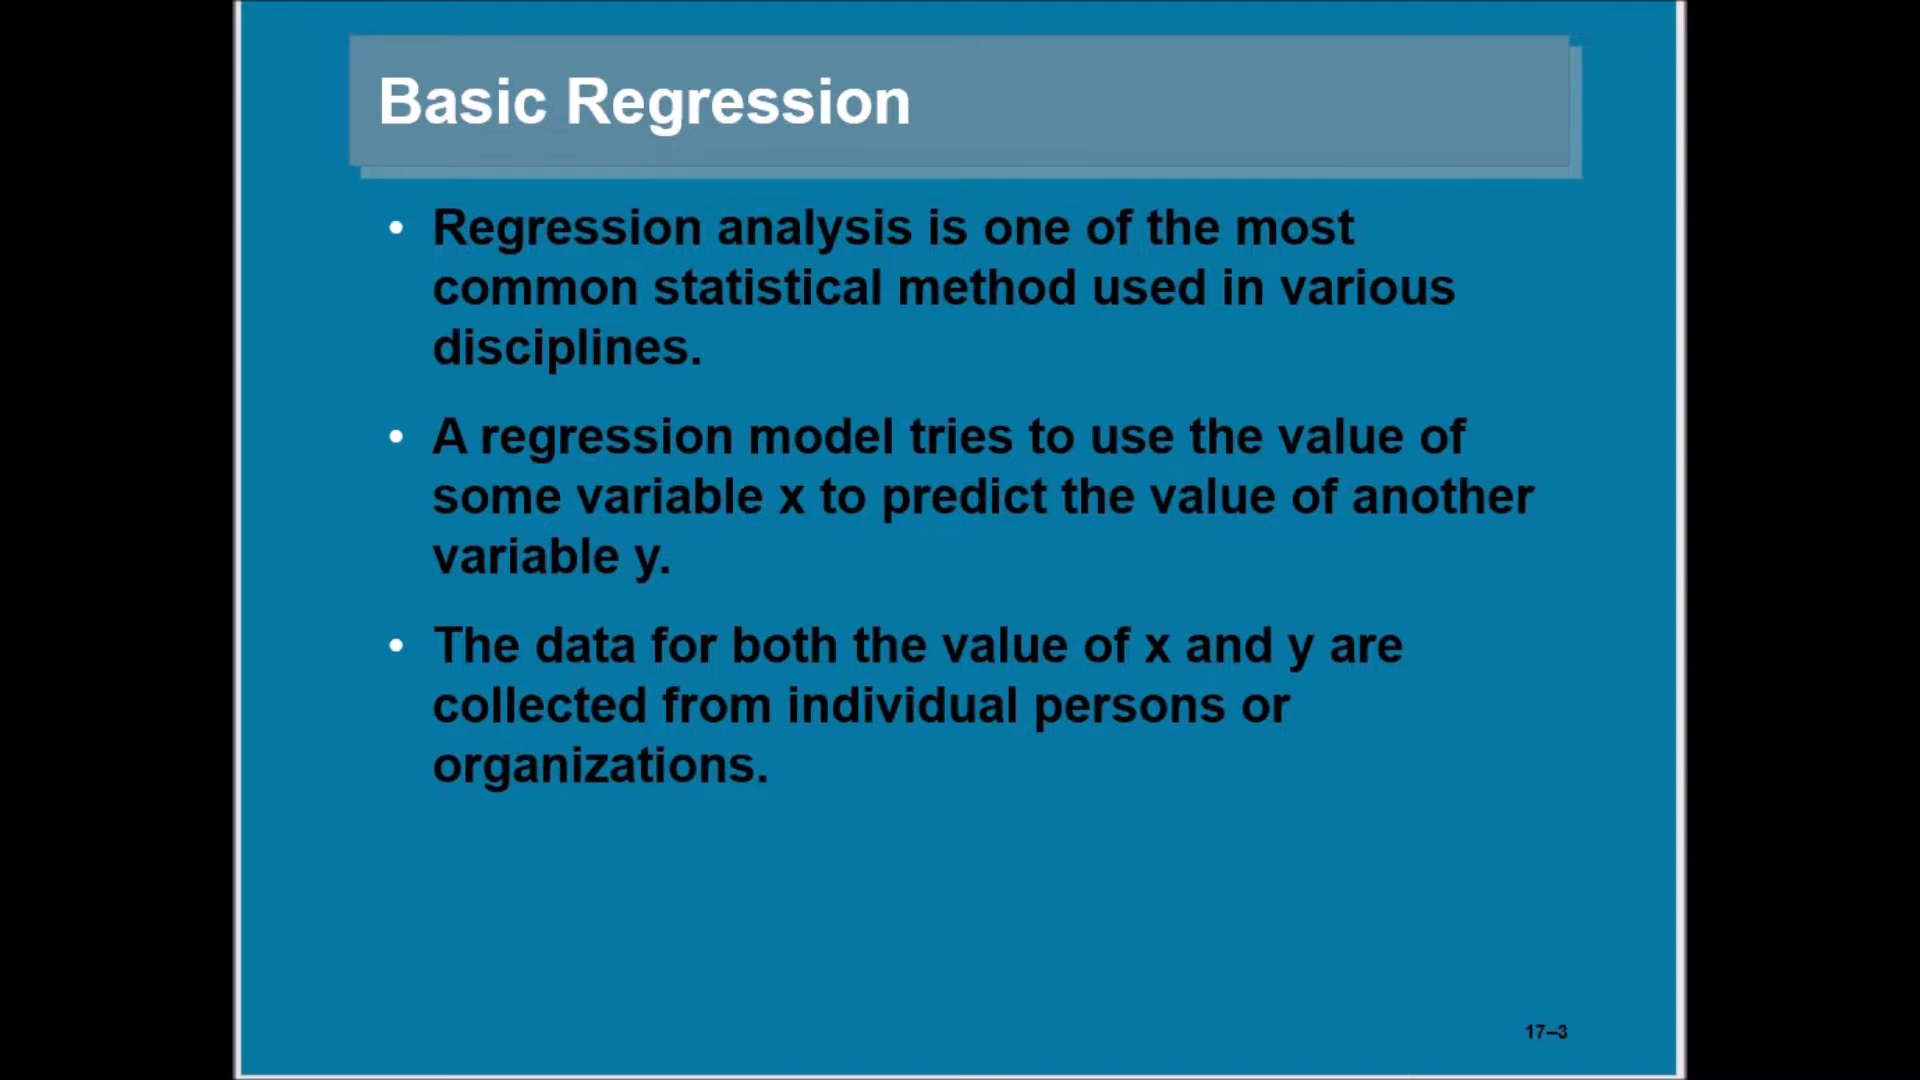 Basic Regression
• Regression analysis is one of the most
common statistical method used in various
disciplines.
• A regression model tries to use the value of
some variable x to predict the value of another
variable y.
• The data for both the value of x and y are
collected from individual persons or
organizations.
17–3